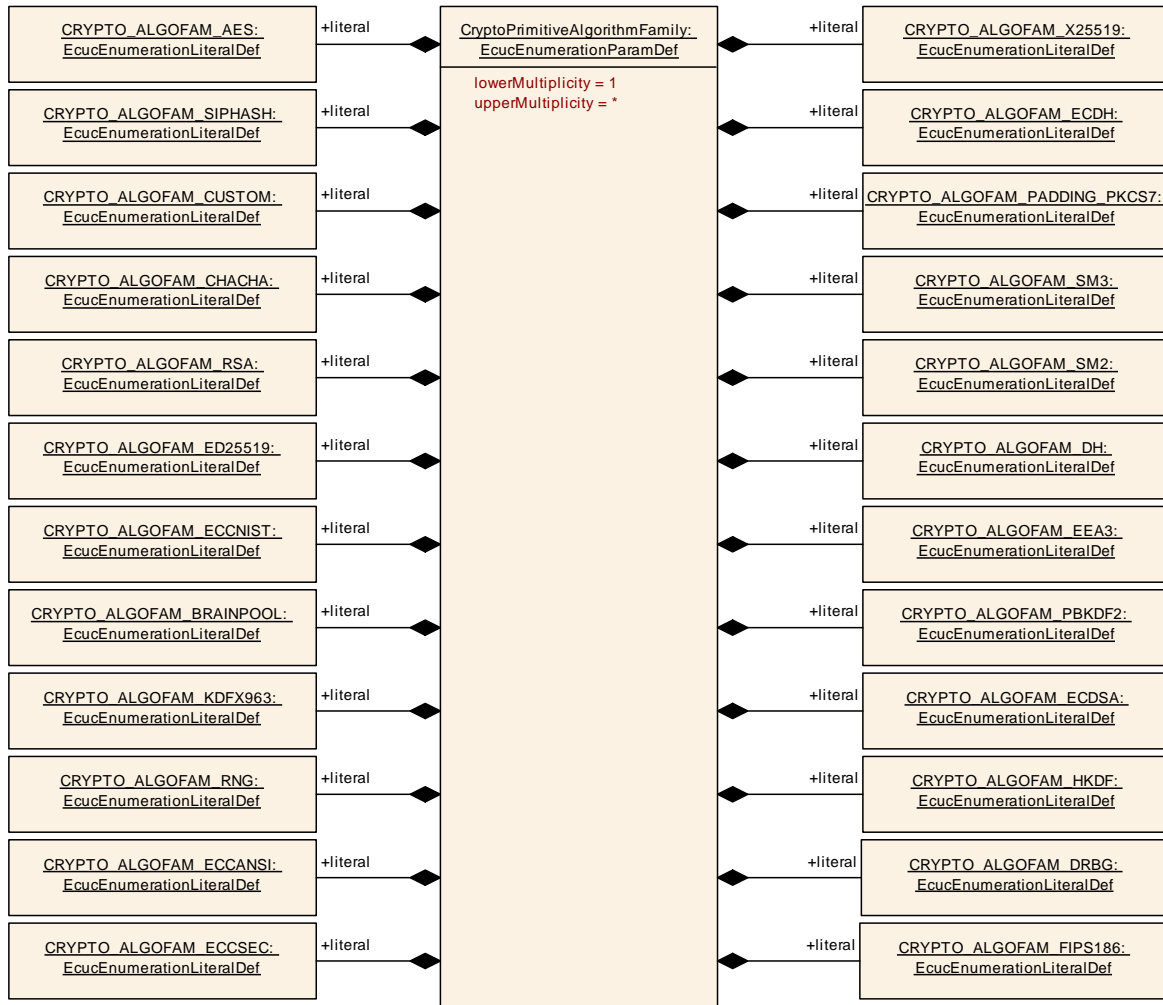 CRYPTO_ALGOFAM_AES:
EcucEnumerationLiteralDef
+literal
CryptoPrimitiveAlgorithmFamily:
EcucEnumerationParamDef
lowerMultiplicity = 1
upperMultiplicity = *
+literal
CRYPTO_ALGOFAM_X25519:
EcucEnumerationLiteralDef
CRYPTO_ALGOFAM_SIPHASH:
EcucEnumerationLiteralDef
+literal
+literal
CRYPTO_ALGOFAM_ECDH:
EcucEnumerationLiteralDef
CRYPTO_ALGOFAM_CUSTOM:
EcucEnumerationLiteralDef
+literal
+literal
CRYPTO_ALGOFAM_PADDING_PKCS7:
EcucEnumerationLiteralDef
CRYPTO_ALGOFAM_CHACHA:
EcucEnumerationLiteralDef
+literal
+literal
CRYPTO_ALGOFAM_SM3:
EcucEnumerationLiteralDef
CRYPTO_ALGOFAM_RSA:
EcucEnumerationLiteralDef
+literal
+literal
CRYPTO_ALGOFAM_SM2:
EcucEnumerationLiteralDef
CRYPTO_ALGOFAM_ED25519:
EcucEnumerationLiteralDef
+literal
+literal
CRYPTO_ALGOFAM_DH:
EcucEnumerationLiteralDef
CRYPTO_ALGOFAM_ECCNIST:
EcucEnumerationLiteralDef
+literal
+literal
CRYPTO_ALGOFAM_EEA3:
EcucEnumerationLiteralDef
CRYPTO_ALGOFAM_BRAINPOOL:
EcucEnumerationLiteralDef
+literal
+literal
CRYPTO_ALGOFAM_PBKDF2:
EcucEnumerationLiteralDef
CRYPTO_ALGOFAM_KDFX963:
EcucEnumerationLiteralDef
+literal
+literal
CRYPTO_ALGOFAM_ECDSA:
EcucEnumerationLiteralDef
CRYPTO_ALGOFAM_RNG:
EcucEnumerationLiteralDef
+literal
+literal
CRYPTO_ALGOFAM_HKDF:
EcucEnumerationLiteralDef
CRYPTO_ALGOFAM_ECCANSI:
EcucEnumerationLiteralDef
+literal
+literal
CRYPTO_ALGOFAM_DRBG:
EcucEnumerationLiteralDef
CRYPTO_ALGOFAM_ECCSEC:
EcucEnumerationLiteralDef
+literal
+literal
CRYPTO_ALGOFAM_FIPS186:
EcucEnumerationLiteralDef